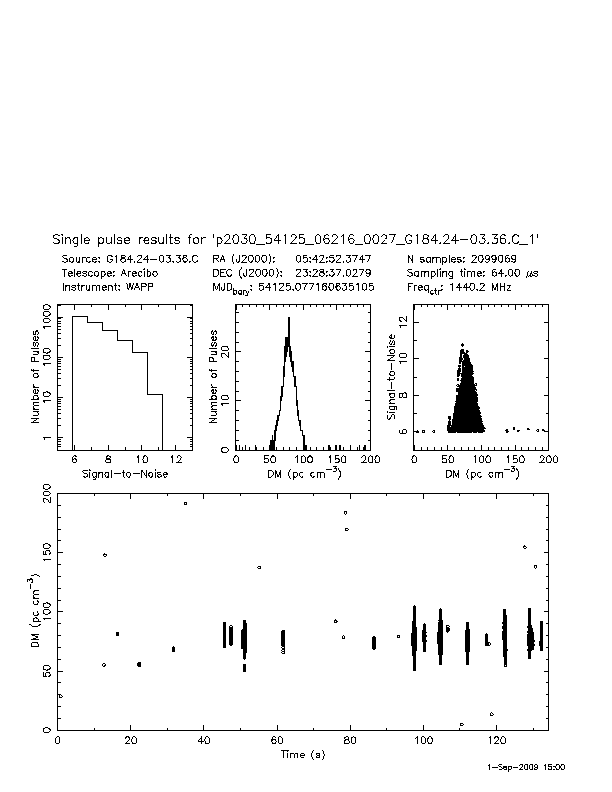 Single pulse results for 'p2030_54125_06216_0027_G184.24-03.36.C_1'
Source: G184.24-03.36.C RA (J2000): 05:42:52.3747 N samples: 2099069
Telescope: Arecibo DEC (J2000): 23:28:37.0279 Sampling time: 64.00 μs
Instrument: WAPP MJD_bary: 54125.077160635105 Freq_ctr: 1440.2 MHz
Number of Pulses
1 10 100 1000
6 8 10 12
Signal-to-Noise
Number of Pulses
0 10 20
0 50 100 150 200
DM (pc cm⁻³)
Signal-to-Noise
6 8 10 12
0 50 100 150 200
DM (pc cm⁻³)
DM (pc cm⁻³)
0 50 100 150 200
0 20 40 60 80 100 120
Time (s)
1-Sep-2009 15:00